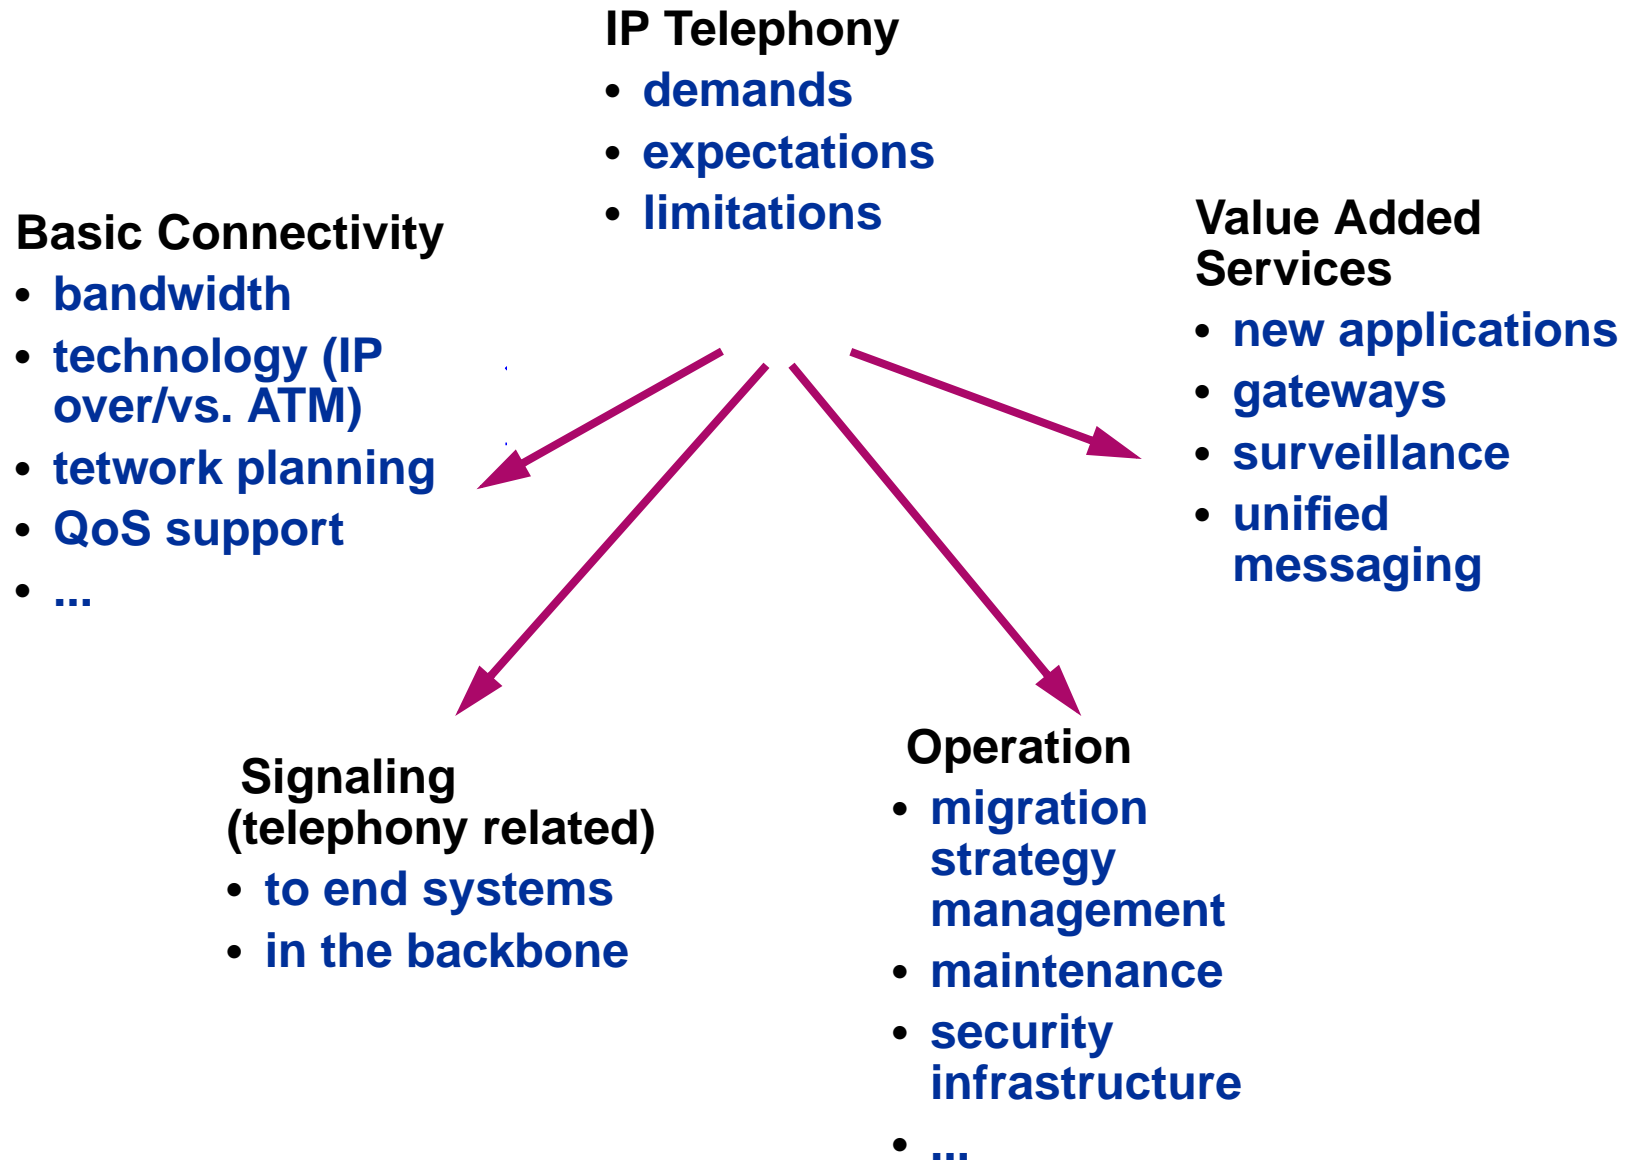 IP Telephony
• demands
• expectations
• limitations
Basic Connectivity
• bandwidth
• technology (IP
over/vs. ATM)
• tetwork planning
• QoS support
• ...
Value Added
Services
• new applications
• gateways
• surveillance
• unified
messaging
Signaling
(telephony related)
• to end systems
• in the backbone
Operation
• migration
strategy
management
• maintenance
• security
infrastructure
• ...